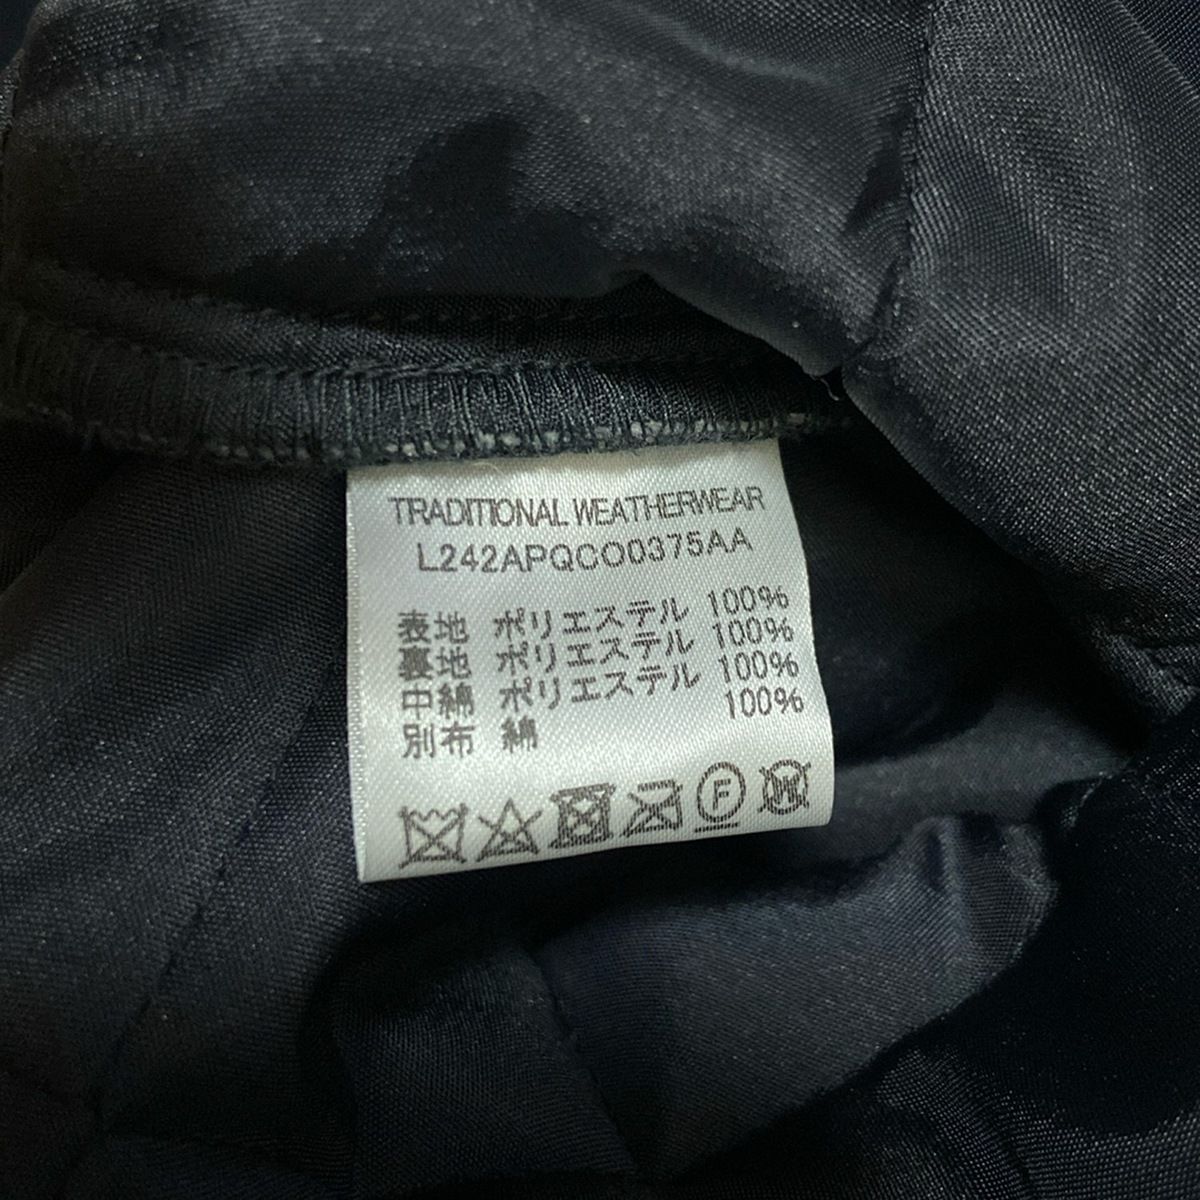 TRADITIONAL WEATHERWEAR
L242APQCO0375AA
表地 ポリエステル 100%
裏地 ポリエステル 100%
中綿 ポリエステル 100%
別布 綿 100%
F W